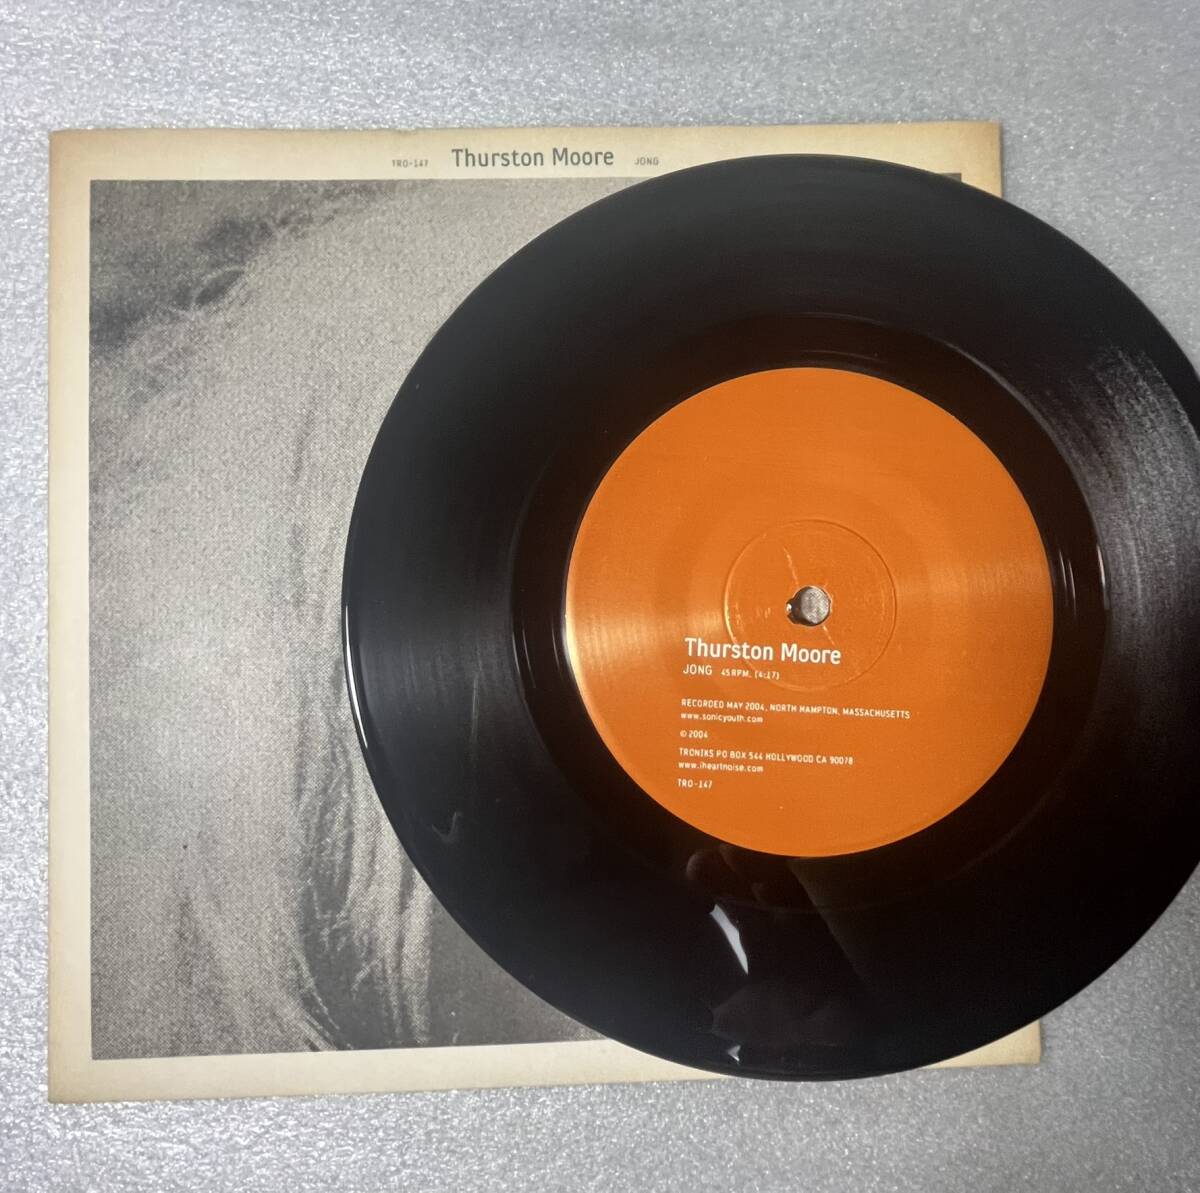 TRO-147 Thurston Moore JONG
Thurston Moore
JONG 45 RPM. (4:17)
RECORDED MAY 2004, NORTH HAMPTON, MASSACHUSETTS
www.sonicyouth.com
© 2004
TRONIKS PO BOX 544 HOLLYWOOD CA 90078
www.iheartnoise.com
TRO-147